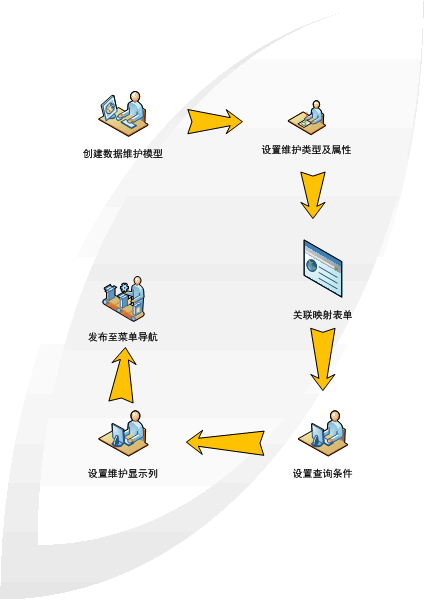 创建数据维护模型
设置维护类型及属性
关联映射表单
设置查询条件
设置维护显示列
发布至菜单导航